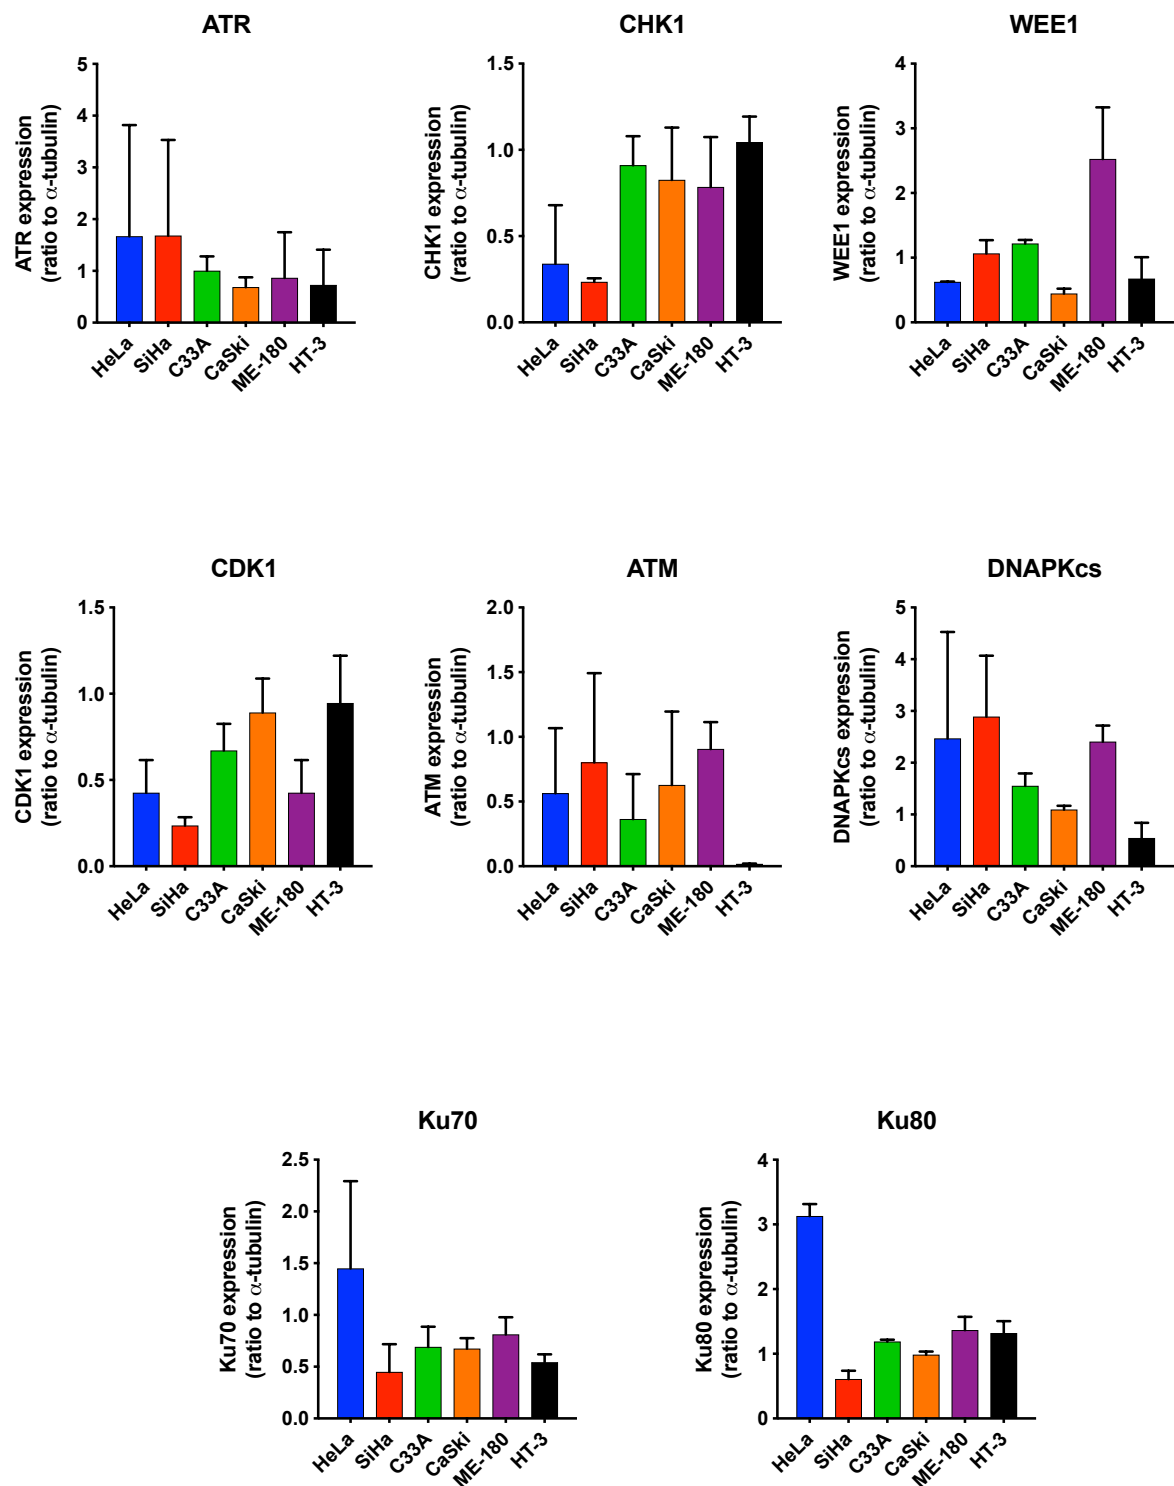 ATR
ATR expression
(ratio to α-tubulin)
5
4
3
2
1
0
HeLa
SiHa
C33A
CaSki
ME-180
HT-3
CHK1
CHK1 expression
(ratio to α-tubulin)
1.5
1.0
0.5
0.0
HeLa
SiHa
C33A
CaSki
ME-180
HT-3
WEE1
WEE1 expression
(ratio to α-tubulin)
4
3
2
1
0
HeLa
SiHa
C33A
CaSki
ME-180
HT-3
CDK1
CDK1 expression
(ratio to α-tubulin)
1.5
1.0
0.5
0.0
HeLa
SiHa
C33A
CaSki
ME-180
HT-3
ATM
ATM expression
(ratio to α-tubulin)
2.0
1.5
1.0
0.5
0.0
HeLa
SiHa
C33A
CaSki
ME-180
HT-3
DNAPKcs
DNAPKcs expression
(ratio to α-tubulin)
5
4
3
2
1
0
HeLa
SiHa
C33A
CaSki
ME-180
HT-3
Ku70
Ku70 expression
(ratio to α-tubulin)
2.5
2.0
1.5
1.0
0.5
0.0
HeLa
SiHa
C33A
CaSki
ME-180
HT-3
Ku80
Ku80 expression
(ratio to α-tubulin)
4
3
2
1
0
HeLa
SiHa
C33A
CaSki
ME-180
HT-3